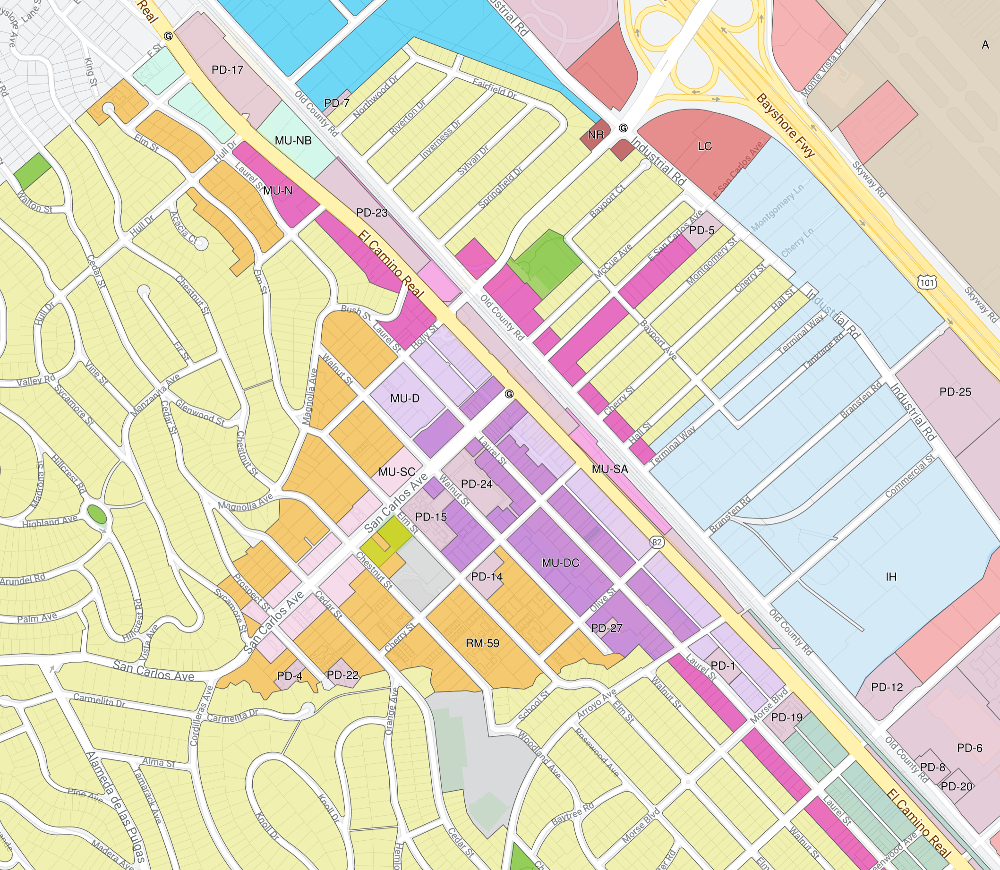 Real
Lane S
ustrial Rd
A
F St
G
King St
PD-17
Monte Vista Dr
Bayshore Fwy
Fairfield Dr
Northwood Dr
PD-7
Old County Rd
Riverton Dr
Inverness Dr
Elm St
Hull Dr
MU-NB
NR
G
Industrial Rd
LC
E San Carlos Ave
Skyway Rd
Laurel St
Sylvan Dr
Springfield Dr
MU-N
Walton St
PD-23
Bayport Ct
Montgomery Ln
Cherry Ln
Hull Dr
Acacia Ct
El Camino Real
E San Carlos Ave
PD-5
McCue Ave
Montgomery St
Cherry St
101
Cedar St
Elm St
Chestnut St
Hall St
Industrial Rd
Skyway Rd
Hull Dr
Bush St
Old County Rd
Laurel St
Holly St
Bayport Ave
Terminal Way
Tanklage Rd
ial Rd
Fir St
Vine St
Walnut St
Valley Rd
Manzanita Ave
Magnolia Ave
MU-D
G
Sycamore St
Glenwood St
Cedar St
Cherry St
Bransten Rd
Industrial Rd
PD-25
Hall St
Terminal Way
Chestnut St
Laurel St
Madrona St
Hillcrest Rd
MU-SC
MU-SA
PD-24
Commercial St
San Carlos Ave
Walnut St
Magnolia Ave
Highland Ave
PD-15
Elm St
Bransten Rd
82
MU-DC
Chestnut St
PD-14
IH
Arundel Rd
Prospect St
Sycamore St
Cedar St
San Carlos Ave
Olive St
Old County Rd
Palm Ave
Hillcrest Rd
Vista Ave
PD-27
Cherry St
RM-59
San Carlos Ave
PD-4
PD-22
Laurel St
PD-1
PD-12
Walnut St
Carmelita Dr
Carmelita Dr
Cordilleras Ave
Orange Ave
School St
Arroyo Ave
Elm St
Morse Blvd
PD-19
Rosewood Ave
Woodland Ave
Old County Rd
PD-6
PD-8
PD-20
Alameda de las Pulgas
Alma St
Tamarack Ave
Pine Ave
Knoll Dr
Knoll Dr
Baytree Rd
Morse Blvd
Laurel St
El Camino Real
Cedar St
Walnut St
Madera Ave
Hemlo
ter Rd
Elm
eenwood Ave